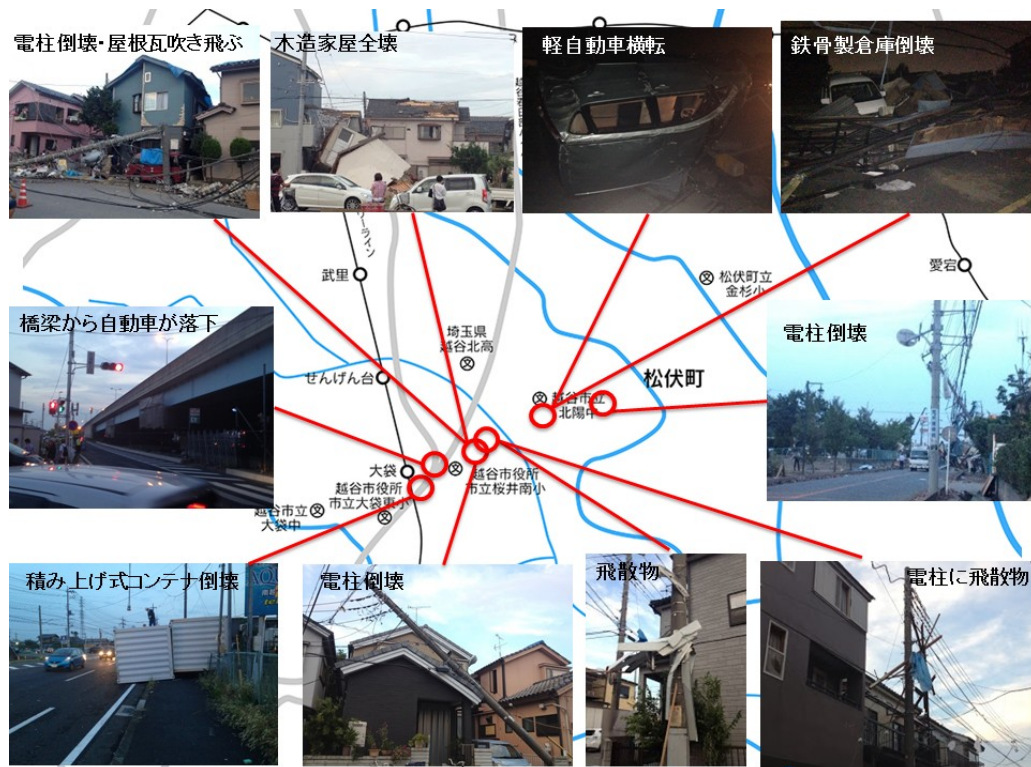 電柱倒壊・屋根瓦吹き飛ぶ
木造家屋全壊
軽自動車横転
鉄骨製倉庫倒壊
武里
松伏町立
金杉小
愛宕
橋梁から自動車が落下
埼玉県
越谷北高
せんげん台
松伏町
越谷市立
北陽中
電柱倒壊
大袋
越谷市役所
市立大袋東小
越谷市役所
市立桜井南小
越谷市立
大袋中
積み上げ式コンテナ倒壊
電柱倒壊
飛散物
電柱に飛散物